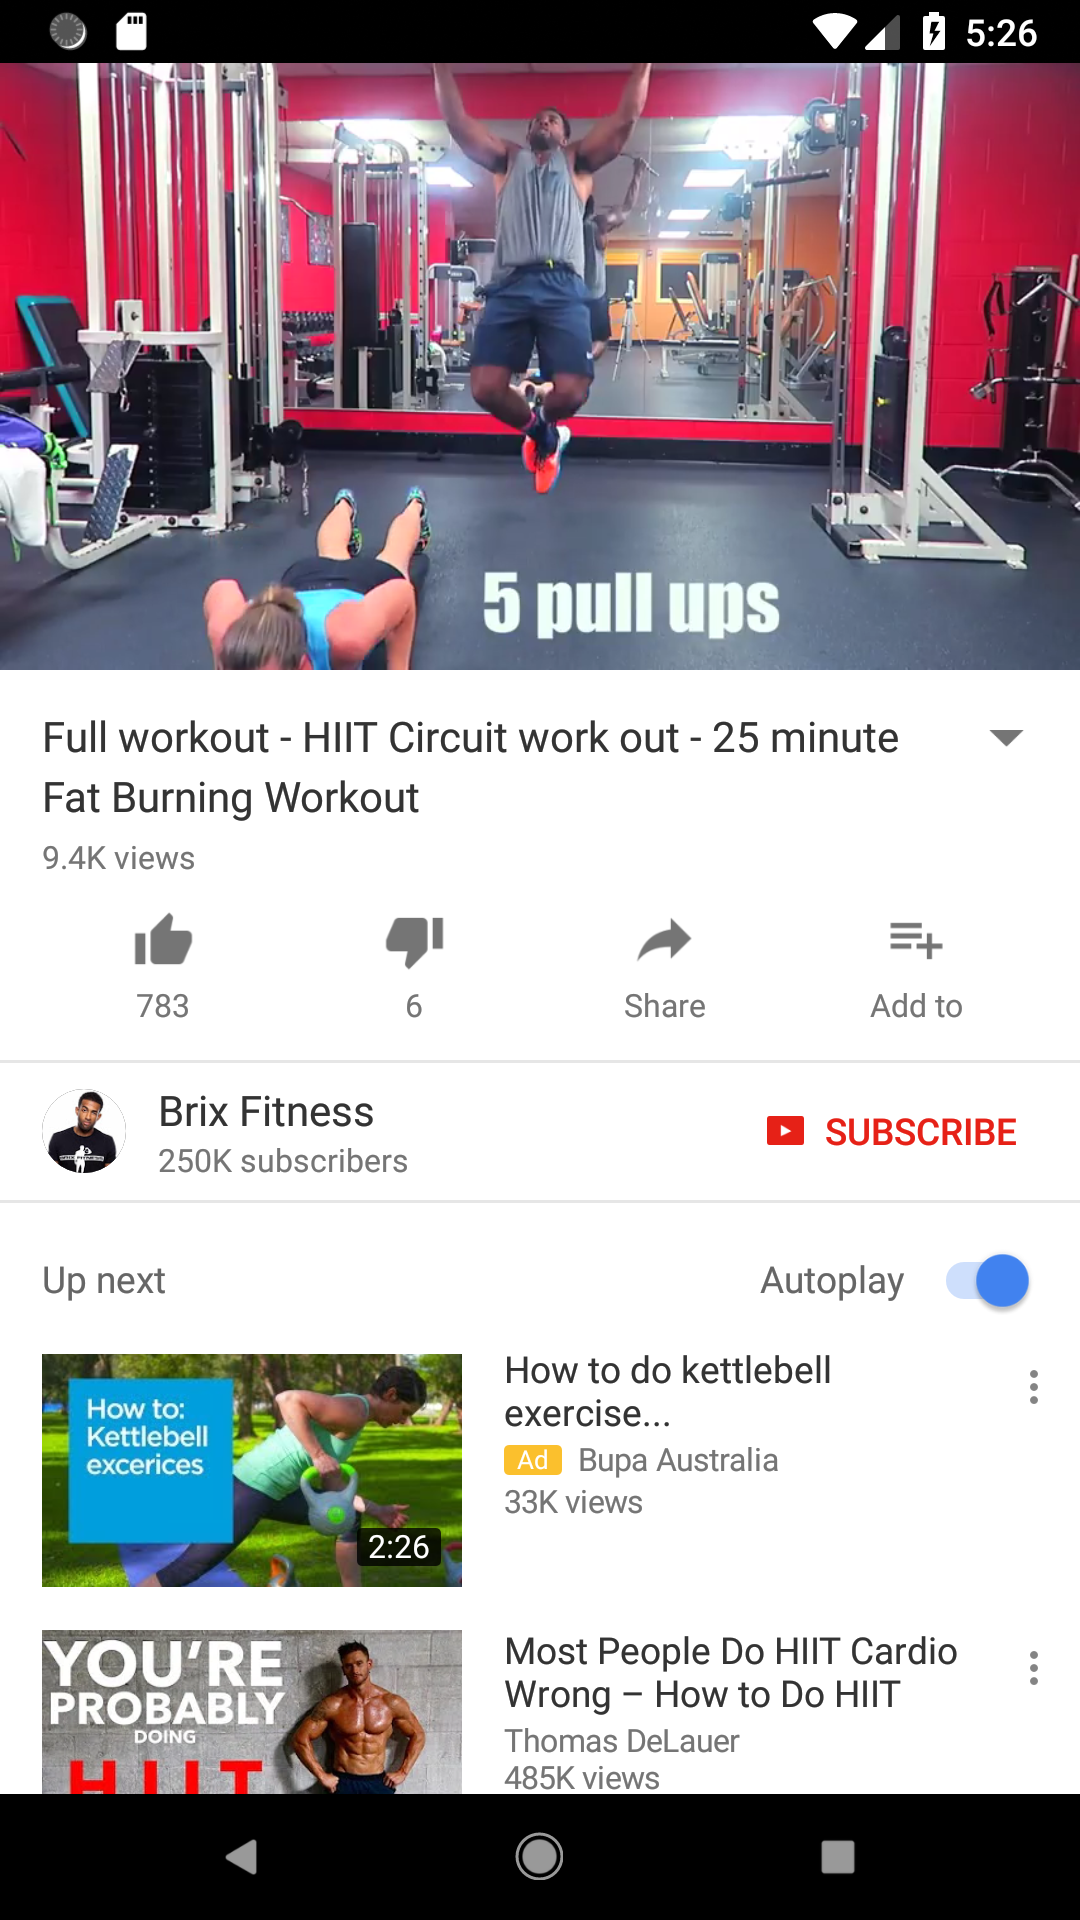 5:26
5 pull ups
Full workout - HIIT Circuit work out - 25 minute
Fat Burning Workout
9.4K views
783
6
Share
Add to
Brix Fitness
250K subscribers
SUBSCRIBE
Up next
Autoplay
How to:
Kettlebell
excerices
2:26
How to do kettlebell
exercise...
Ad Bupa Australia
33K views
YOU'RE
PROBABLY
DOING
HIIT
Most People Do HIIT Cardio
Wrong – How to Do HIIT
Thomas DeLauer
485K views